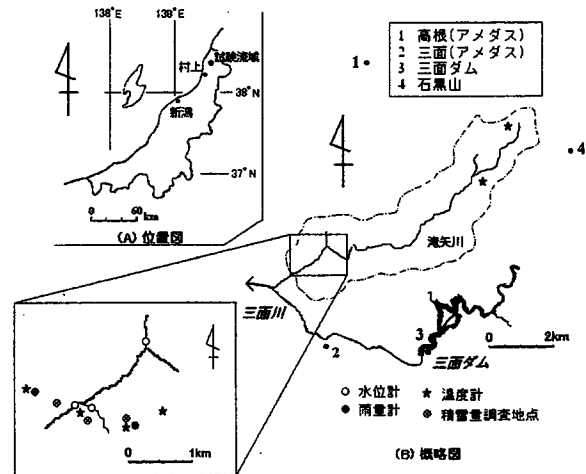 138°E
138°E
試験流域
村上
38°N
新潟
37°N
0 60 km
(A) 位置図
1 高根(アメダス)
2 三面(アメダス)
3 三面ダム
4 石黒山
1
4
滝矢川
三面川
2
3
三面ダム
0 2km
水位計
温度計
雨量計
積雪量調査地点
(B) 概略図
0 1km